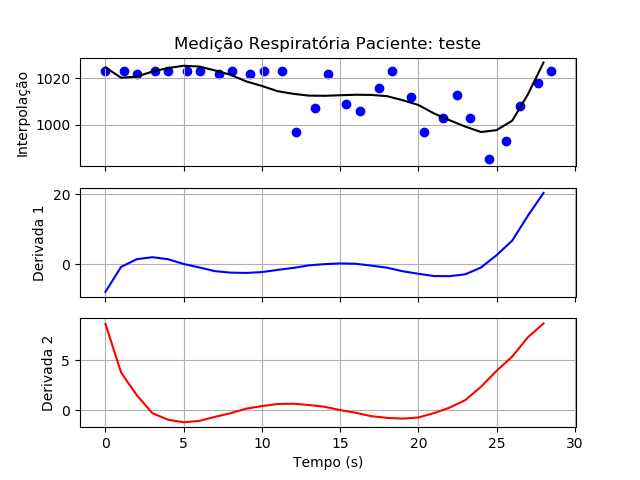 Medição Respiratória Paciente: teste
1020
1000
Interpolação
20
0
Derivada 1
5
0
Derivada 2
0 5 10 15 20 25 30
Tempo (s)